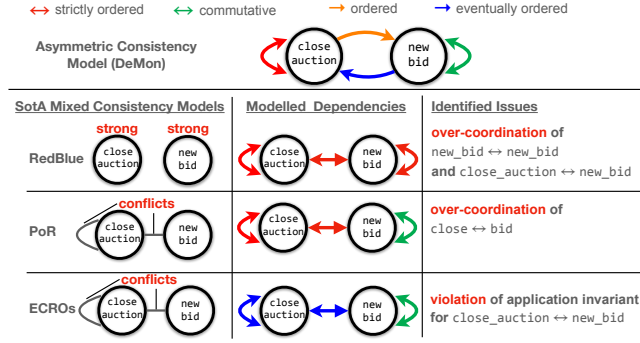 ↔ strictly ordered ↔ commutative → ordered → eventually ordered
Asymmetric Consistency
Model (DeMon)
close
auction
new
bid
SotA Mixed Consistency Models
Modelled Dependencies
Identified Issues
RedBlue
strong
strong
close
auction
new
bid
close
auction
new
bid
over-coordination of
new_bid ↔ new_bid
and close_auction ↔ new_bid
PoR
conflicts
close
auction
new
bid
close
auction
new
bid
over-coordination of
close ↔ bid
ECROs
conflicts
close
auction
new
bid
close
auction
new
bid
violation of application invariant
for close_auction ↔ new_bid